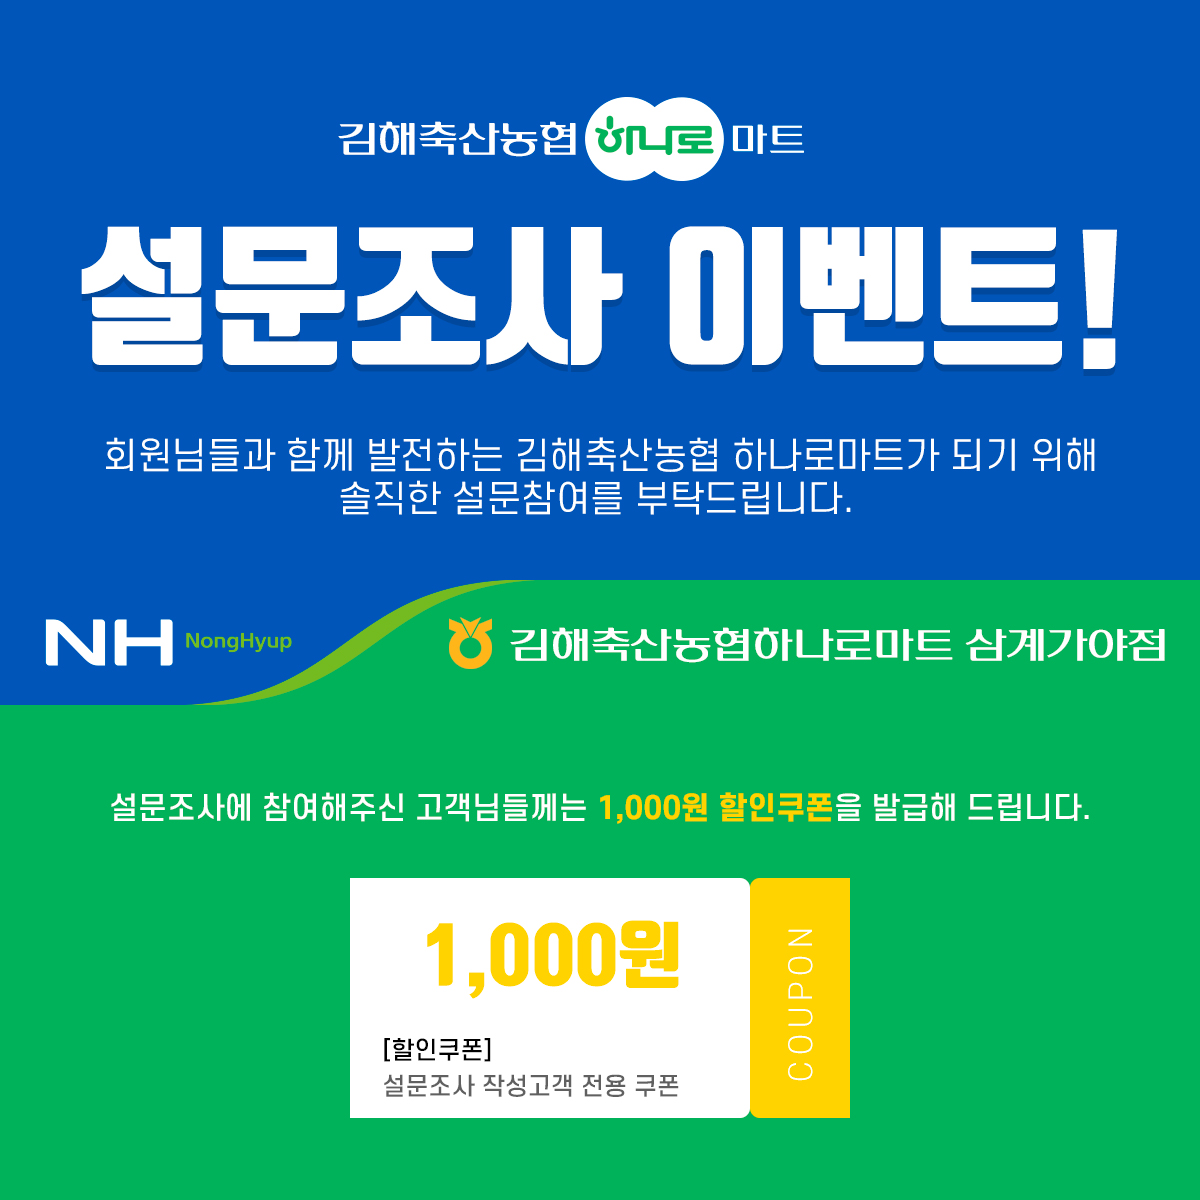 김해축산농협 하나로 마트
설문조사 이벤트!
회원님들과 함께 발전하는 김해축산농협 하나로마트가 되기 위해
솔직한 설문참여를 부탁드립니다.
NH NongHyup
김해축산농협하나로마트 삼계가야점
설문조사에 참여해주신 고객님들께는 1,000원 할인쿠폰을 발급해 드립니다.
1,000원
[할인쿠폰]
설문조사 작성고객 전용 쿠폰
COUPON